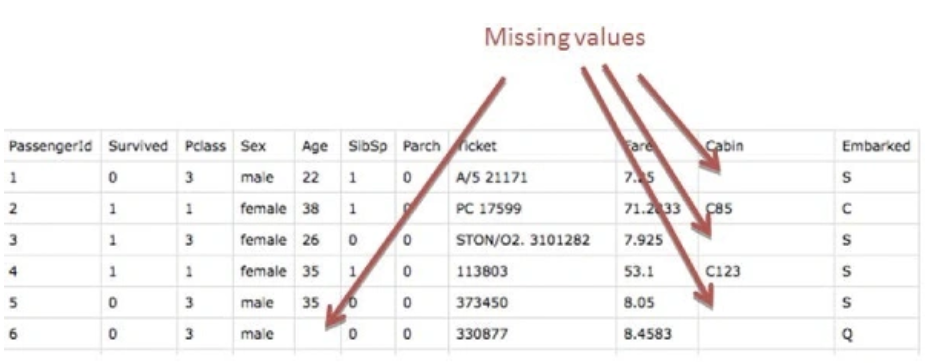 Missing values
PassengerId Survived Pclass Sex Age SibSp Parch Ticket Fare Cabin Embarked
1 0 3 male 22 1 0 A/5 21171 7.25 S
2 1 1 female 38 1 0 PC 17599 71.2833 C85 C
3 1 3 female 26 0 0 STON/O2. 3101282 7.925 S
4 1 1 female 35 1 0 113803 53.1 C123 S
5 0 3 male 35 0 0 373450 8.05 S
6 0 3 male 0 0 330877 8.4583 Q